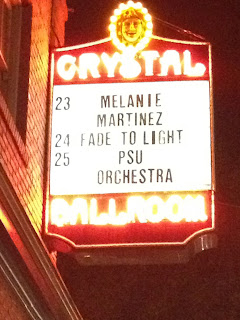 CRYSTAL
23 MELANIE
MARTINEZ
24 FADE TO LIGHT
25 PSU
ORCHESTRA
BALLROOM